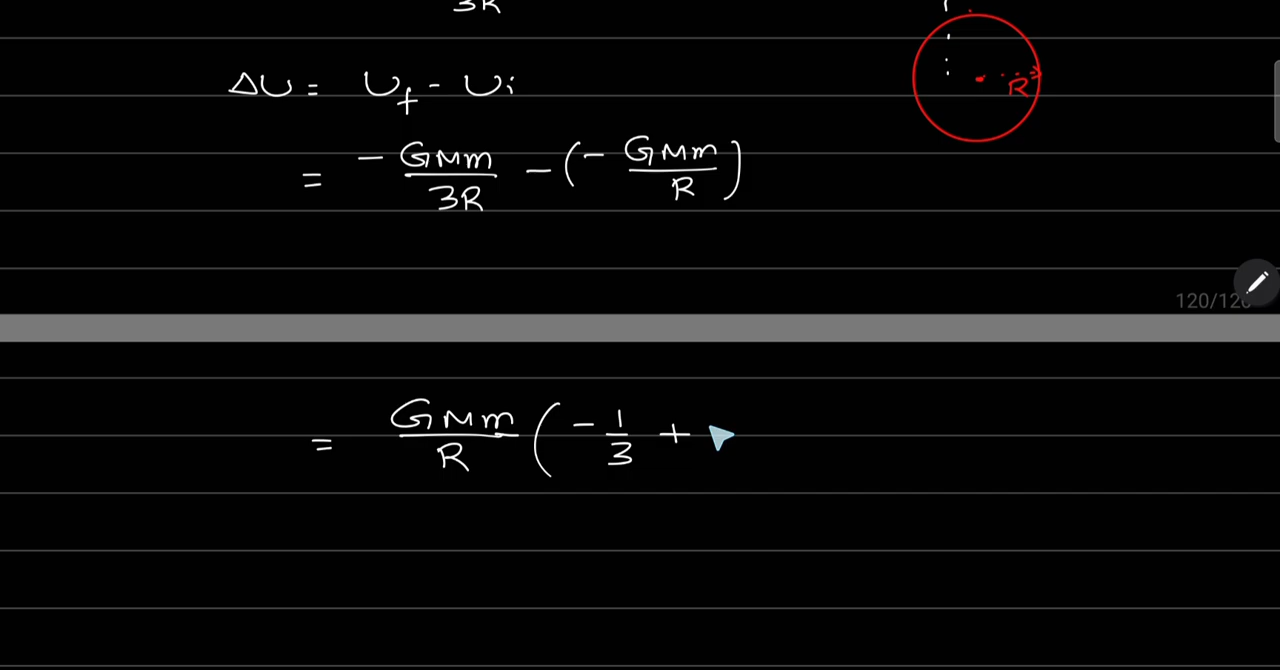 3R
ΔU = U_f - U_i
= - GMm/3R - (- GMm/R)
R
120/120
= GMm/R ( - 1/3 +